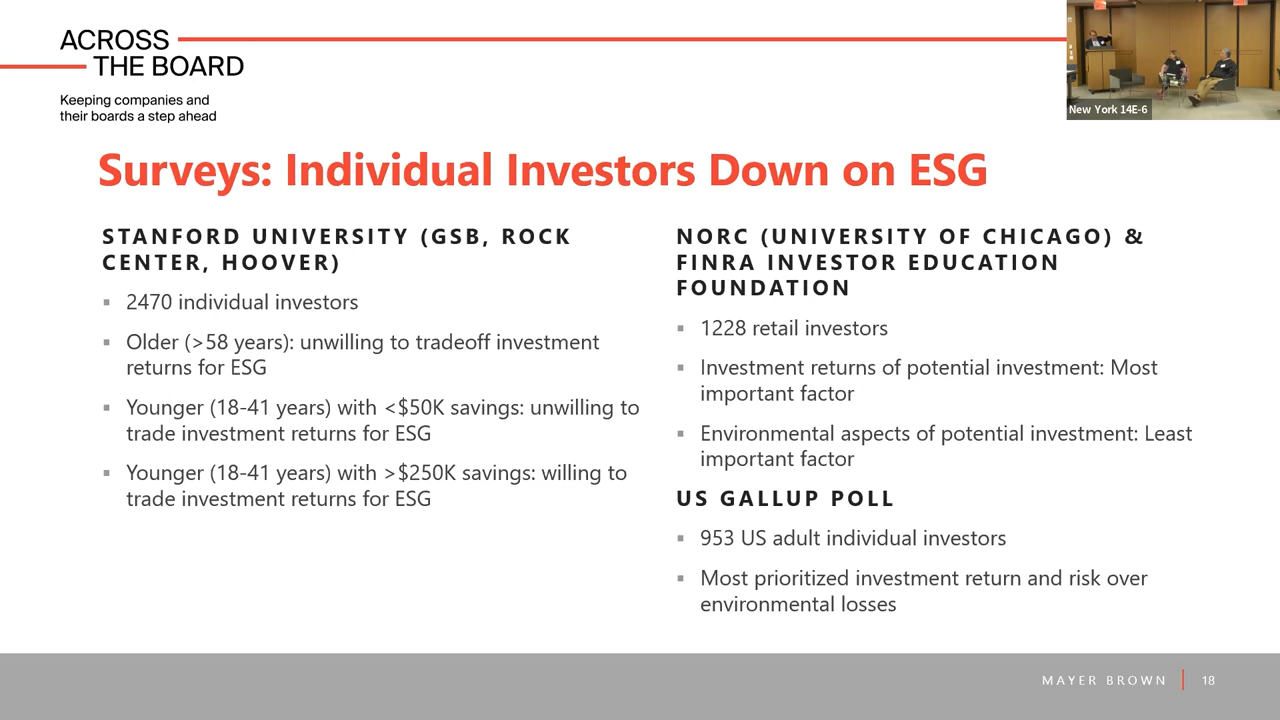 ACROSS
THE BOARD
Keeping companies and
their boards a step ahead
New York 14E-6
Surveys: Individual Investors Down on ESG
STANFORD UNIVERSITY (GSB, ROCK
CENTER, HOOVER)
▪ 2470 individual investors
▪ Older (>58 years): unwilling to tradeoff investment
returns for ESG
▪ Younger (18-41 years) with <$50K savings: unwilling to
trade investment returns for ESG
▪ Younger (18-41 years) with >$250K savings: willing to
trade investment returns for ESG
NORC (UNIVERSITY OF CHICAGO) &
FINRA INVESTOR EDUCATION
FOUNDATION
▪ 1228 retail investors
▪ Investment returns of potential investment: Most
important factor
▪ Environmental aspects of potential investment: Least
important factor
US GALLUP POLL
▪ 953 US adult individual investors
▪ Most prioritized investment return and risk over
environmental losses
MAYER BROWN | 18